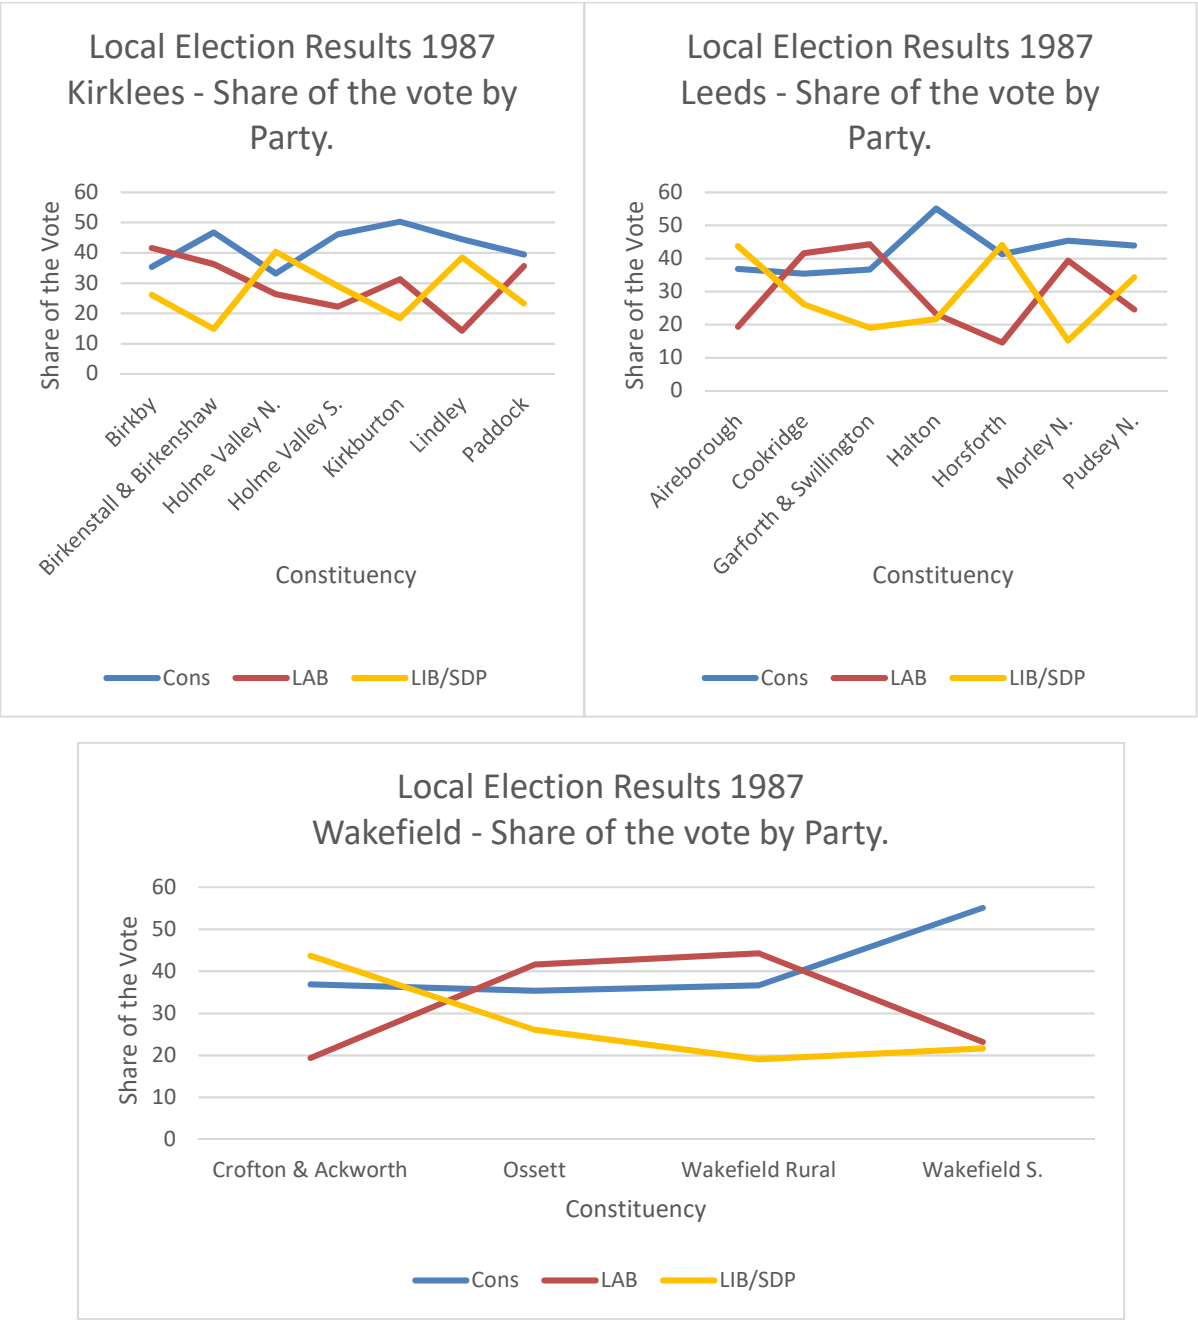 Local Election Results 1987
Kirklees - Share of the vote by
Party.
Share of the Vote
60
50
40
30
20
10
0
Birkby
Birkenstall & Birkenshaw
Holme Valley N.
Holme Valley S.
Kirkburton
Lindley
Paddock
Constituency
Cons LAB LIB/SDP
Local Election Results 1987
Leeds - Share of the vote by
Party.
Share of the Vote
60
50
40
30
20
10
0
Aireborough
Cookridge
Garforth & Swillington
Halton
Horsforth
Morley N.
Pudsey N.
Constituency
Cons LAB LIB/SDP
Local Election Results 1987
Wakefield - Share of the vote by Party.
Share of the Vote
60
50
40
30
20
10
0
Crofton & Ackworth Ossett Wakefield Rural Wakefield S.
Constituency
Cons LAB LIB/SDP